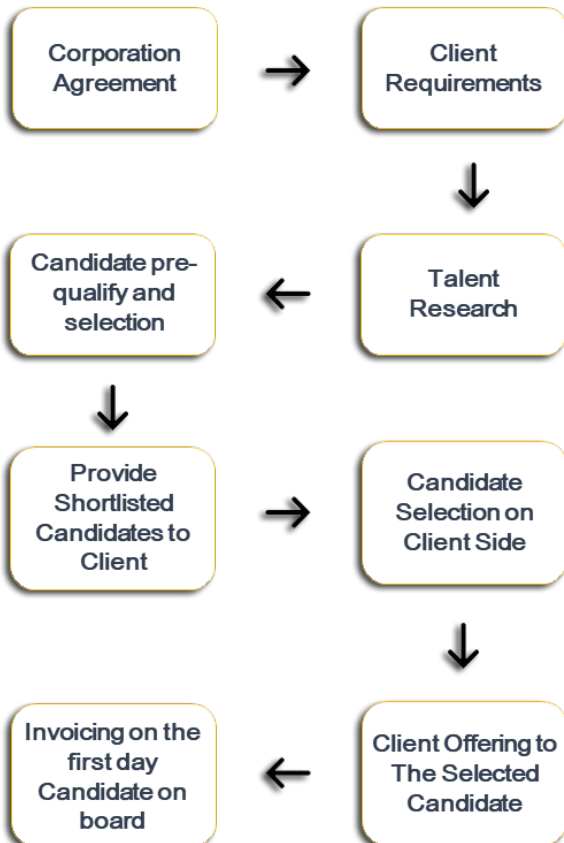 Corporation
Agreement
Client
Requirements
Talent
Research
Candidate pre-
qualify and
selection
Provide
Shortlisted
Candidates to
Client
Candidate
Selection on
Client Side
Client Offering to
The Selected
Candidate
Invoicing on the
first day
Candidate on
board